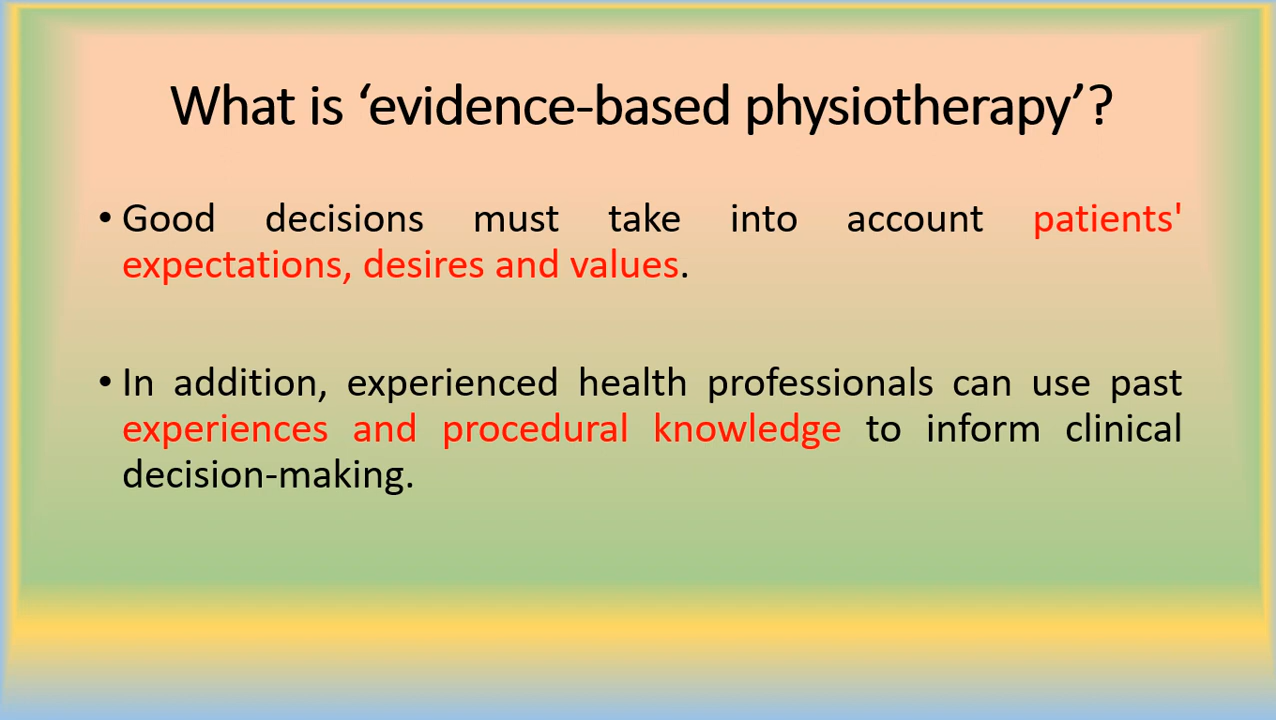 What is ‘evidence-based physiotherapy’?
• Good decisions must take into account patients'
expectations, desires and values.
• In addition, experienced health professionals can use past
experiences and procedural knowledge to inform clinical
decision-making.